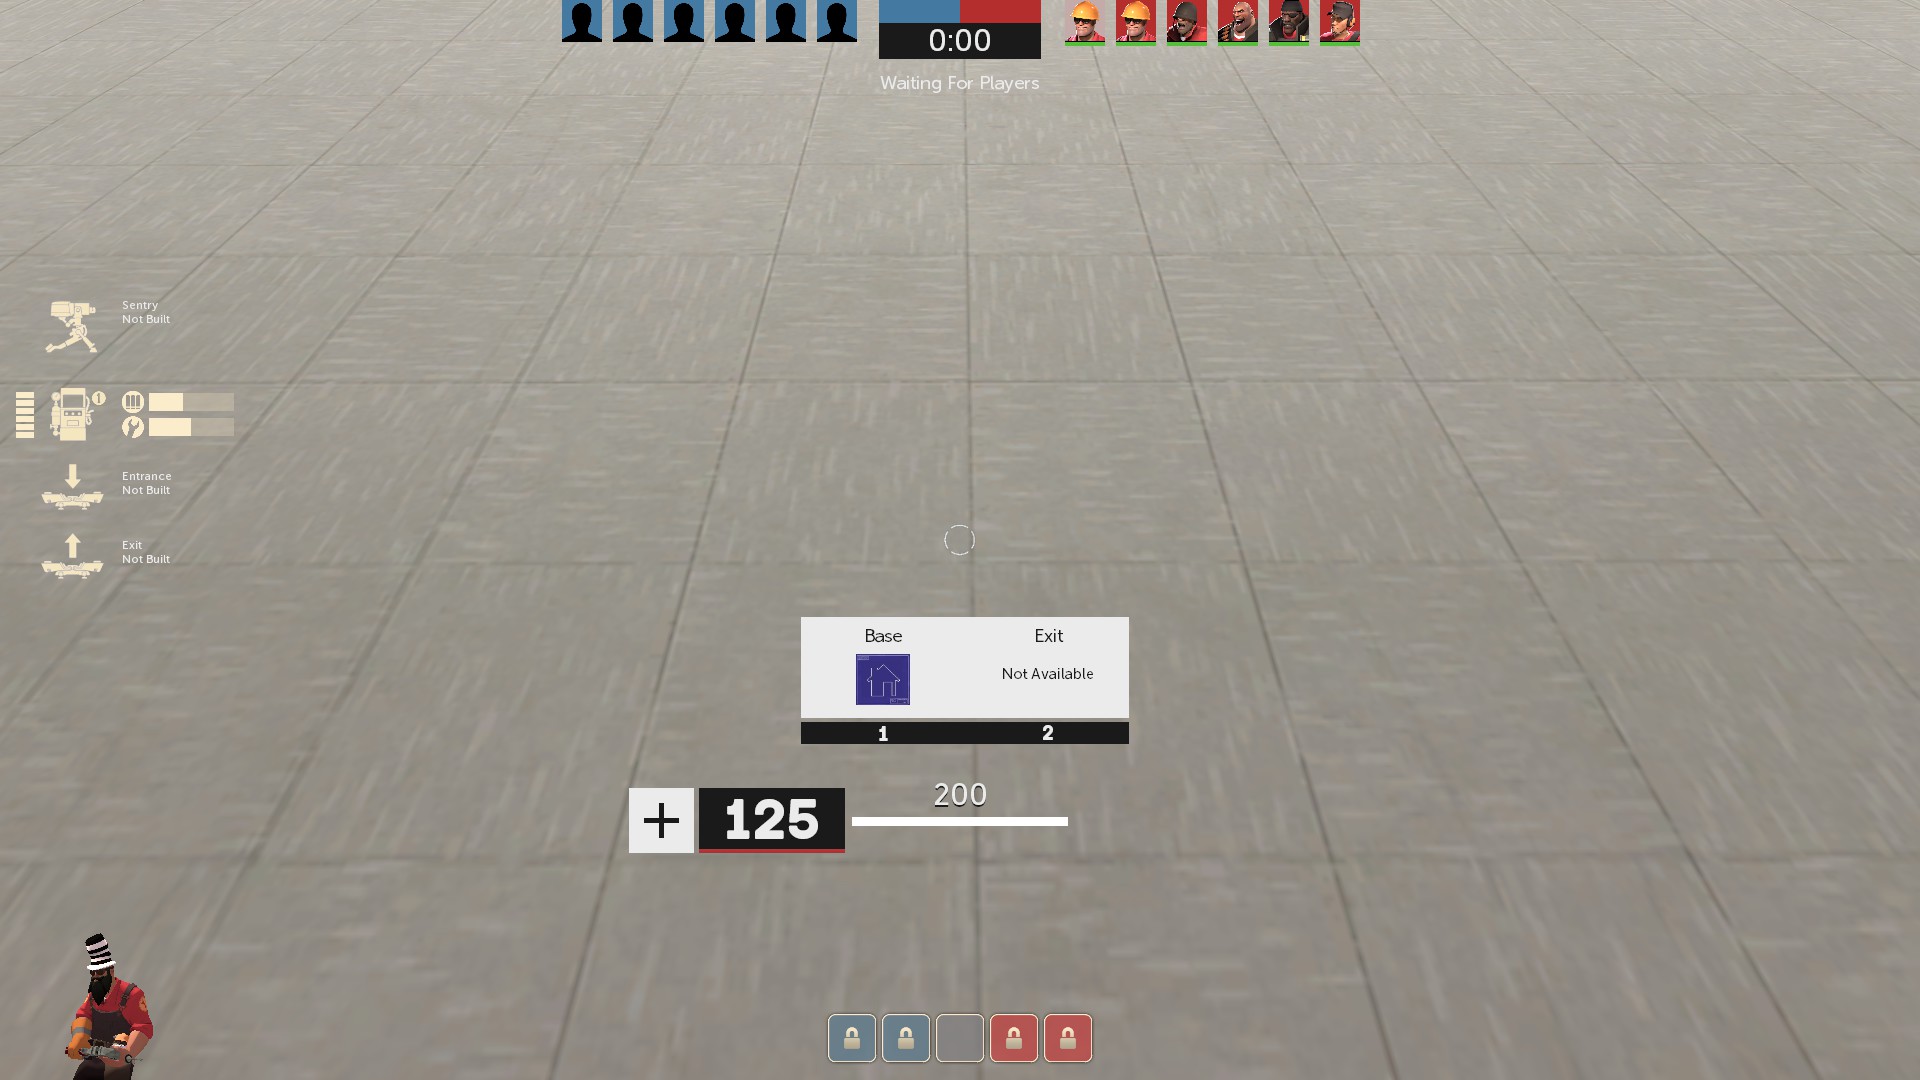 0:00
Waiting For Players
Sentry
Not Built
1
Entrance
Not Built
Exit
Not Built
Base Exit
Not Available
1 2
200
125